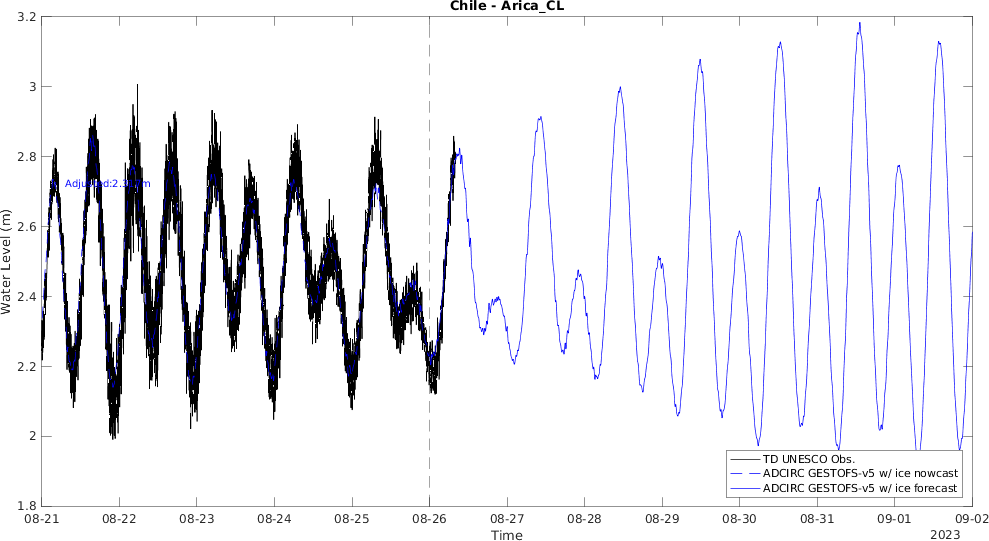 Chile - Arica_CL
3.2
3
2.8
2.6
2.4
2.2
2
1.8
Water Level (m)
TD UNESCO Obs.
ADCIRC GESTOFS-v5 w/ ice nowcast
ADCIRC GESTOFS-v5 w/ ice forecast
08-21 08-22 08-23 08-24 08-25 08-26 08-27 08-28 08-29 08-30 08-31 09-01 09-02
Time
2023